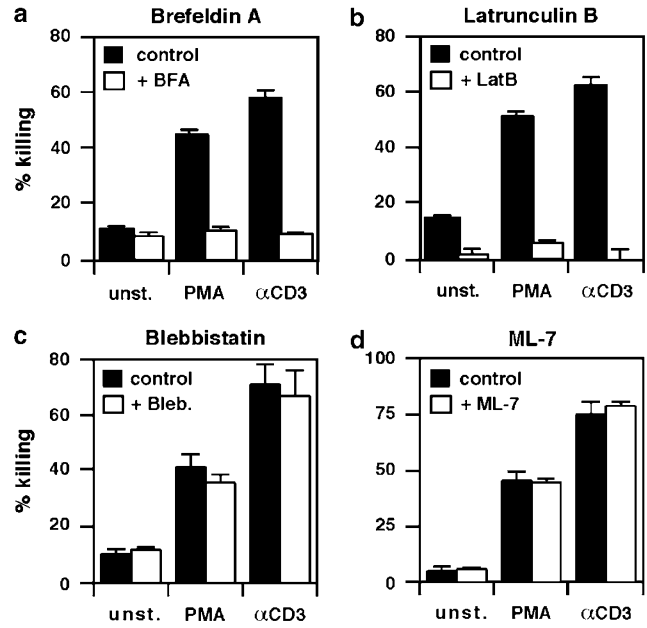 a
Brefeldin A
% killing
80
60
40
20
0
control
+ BFA
unst.
PMA
αCD3
b
Latrunculin B
80
60
40
20
0
control
+ LatB
unst.
PMA
αCD3
c
Blebbistatin
% killing
80
60
40
20
0
control
+ Bleb.
unst.
PMA
αCD3
d
ML-7
100
75
50
25
0
control
+ ML-7
unst.
PMA
αCD3